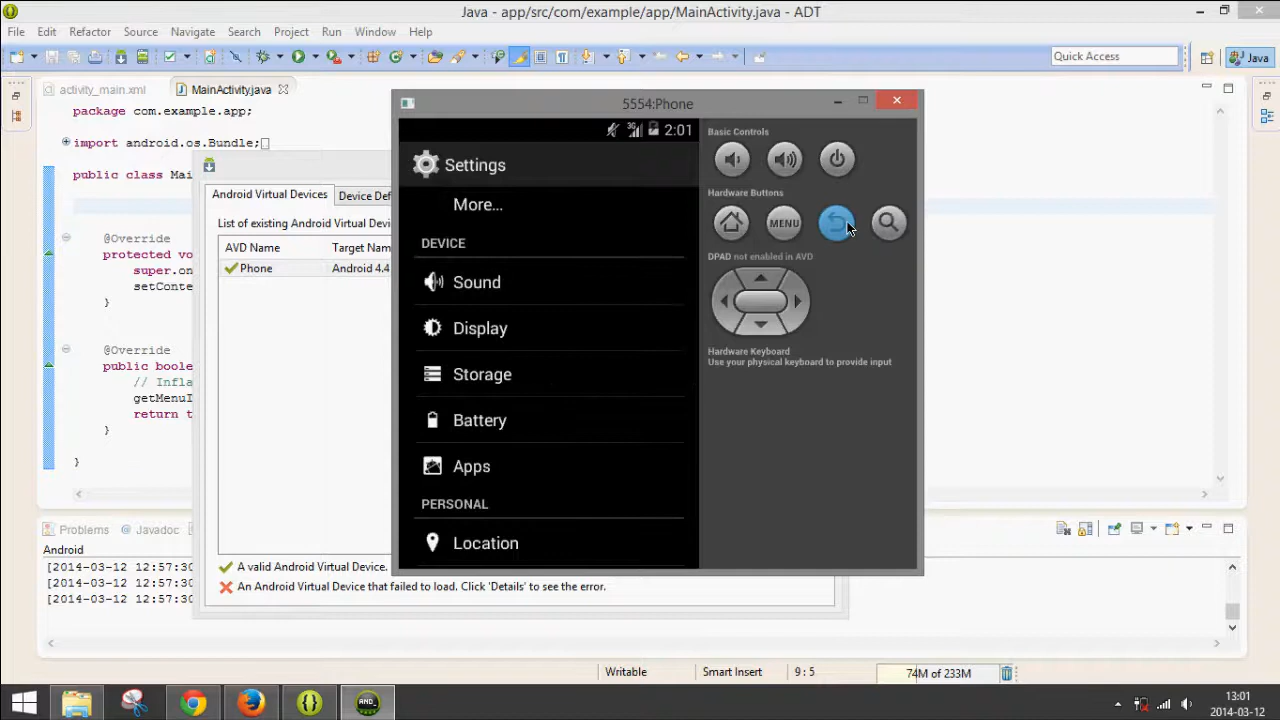 Java - app/src/com/example/app/MainActivity.java - ADT
File Edit Refactor Source Navigate Search Project Run Window Help
Quick Access
Java
activity_main.xml
MainActivity.java
package com.example.app;
import android.os.Bundle;
public class Mai
@Override
protected vo
super.on
setConte
}
@Override
public boole
// Infla
getMenuI
return t
}
}
Android Virtual Devices
Device Def
List of existing Android Virtual Devi
AVD Name
Target Nam
Phone
Android 4.4
A valid Android Virtual Device.
An Android Virtual Device that failed to load. Click 'Details' to see the error.
5554:Phone
3G
2:01
Settings
More...
DEVICE
Sound
Display
Storage
Battery
Apps
PERSONAL
Location
Basic Controls
Hardware Buttons
MENU
DPAD not enabled in AVD
Hardware Keyboard
Use your physical keyboard to provide input
Problems
@ Javadoc
Android
[2014-03-12 12:57:30
[2014-03-12 12:57:30
[2014-03-12 12:57:30
Writable
Smart Insert
9 : 5
74M of 233M
AND_
13:01
2014-03-12